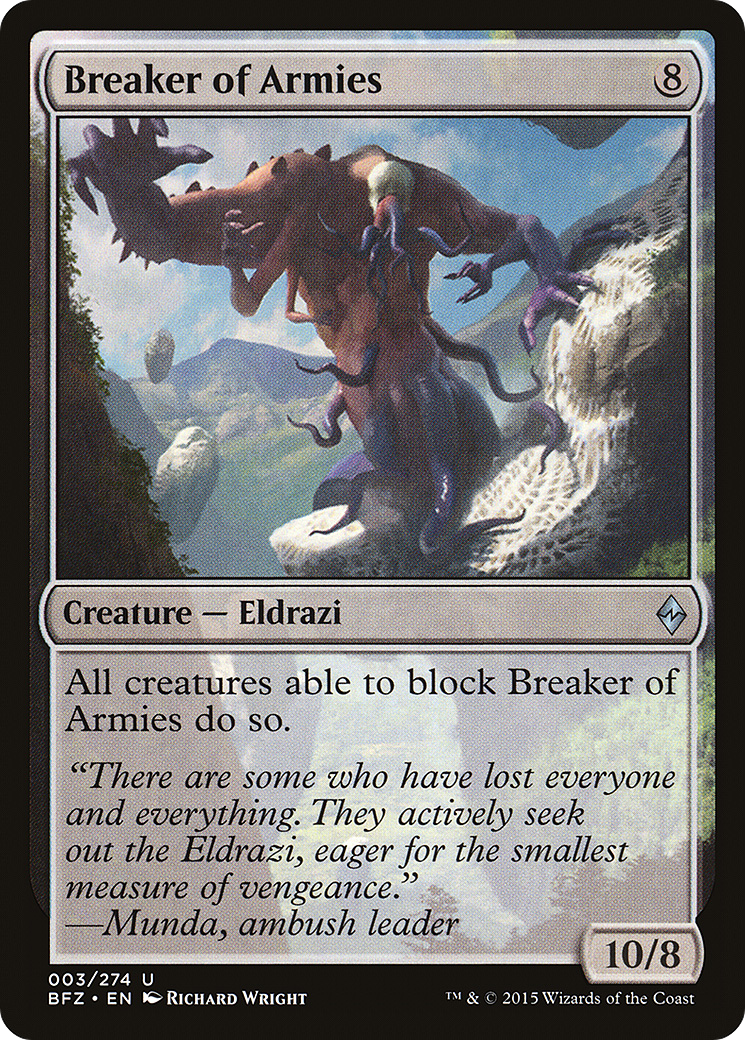 Breaker of Armies 8
Creature — Eldrazi
All creatures able to block Breaker of
Armies do so.
“There are some who have lost everyone
and everything. They actively seek
out the Eldrazi, eager for the smallest
measure of vengeance.”
—Munda, ambush leader
10/8
003/274 U
BFZ • EN Richard Wright
™ & © 2015 Wizards of the Coast